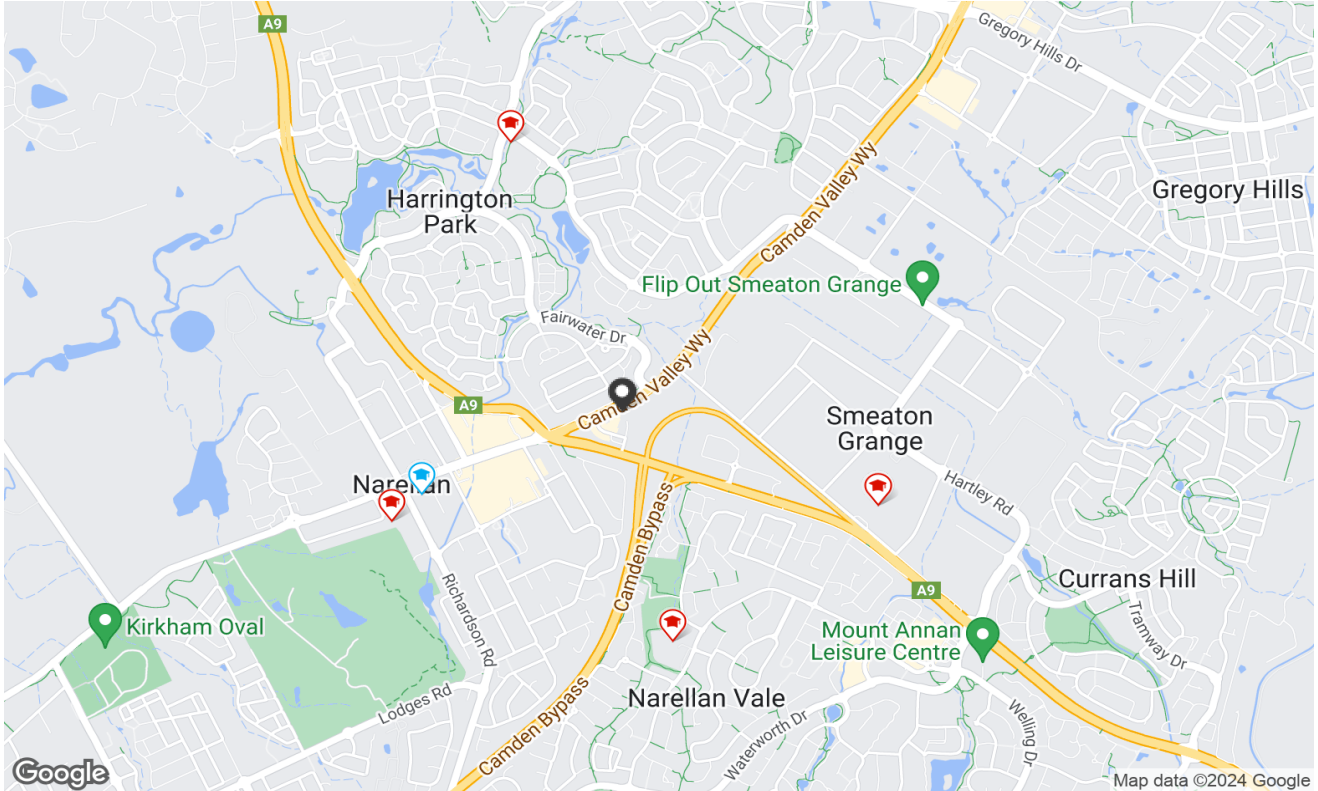 A9
Gregory Hills Dr
Harrington
Park
Camden Valley Wy
Gregory Hills
Flip Out Smeaton Grange
Fairwater Dr
Camden Valley Wy
A9
Smeaton
Grange
Narellan
Hartley Rd
Camden Bypass
Currans Hill
Richardson Rd
A9
Kirkham Oval
Tramway Dr
Mount Annan
Leisure Centre
Narellan Vale
Lodges Rd
Camden Bypass
Waterworth Dr
Welling Dr
Google
Map data ©2024 Google